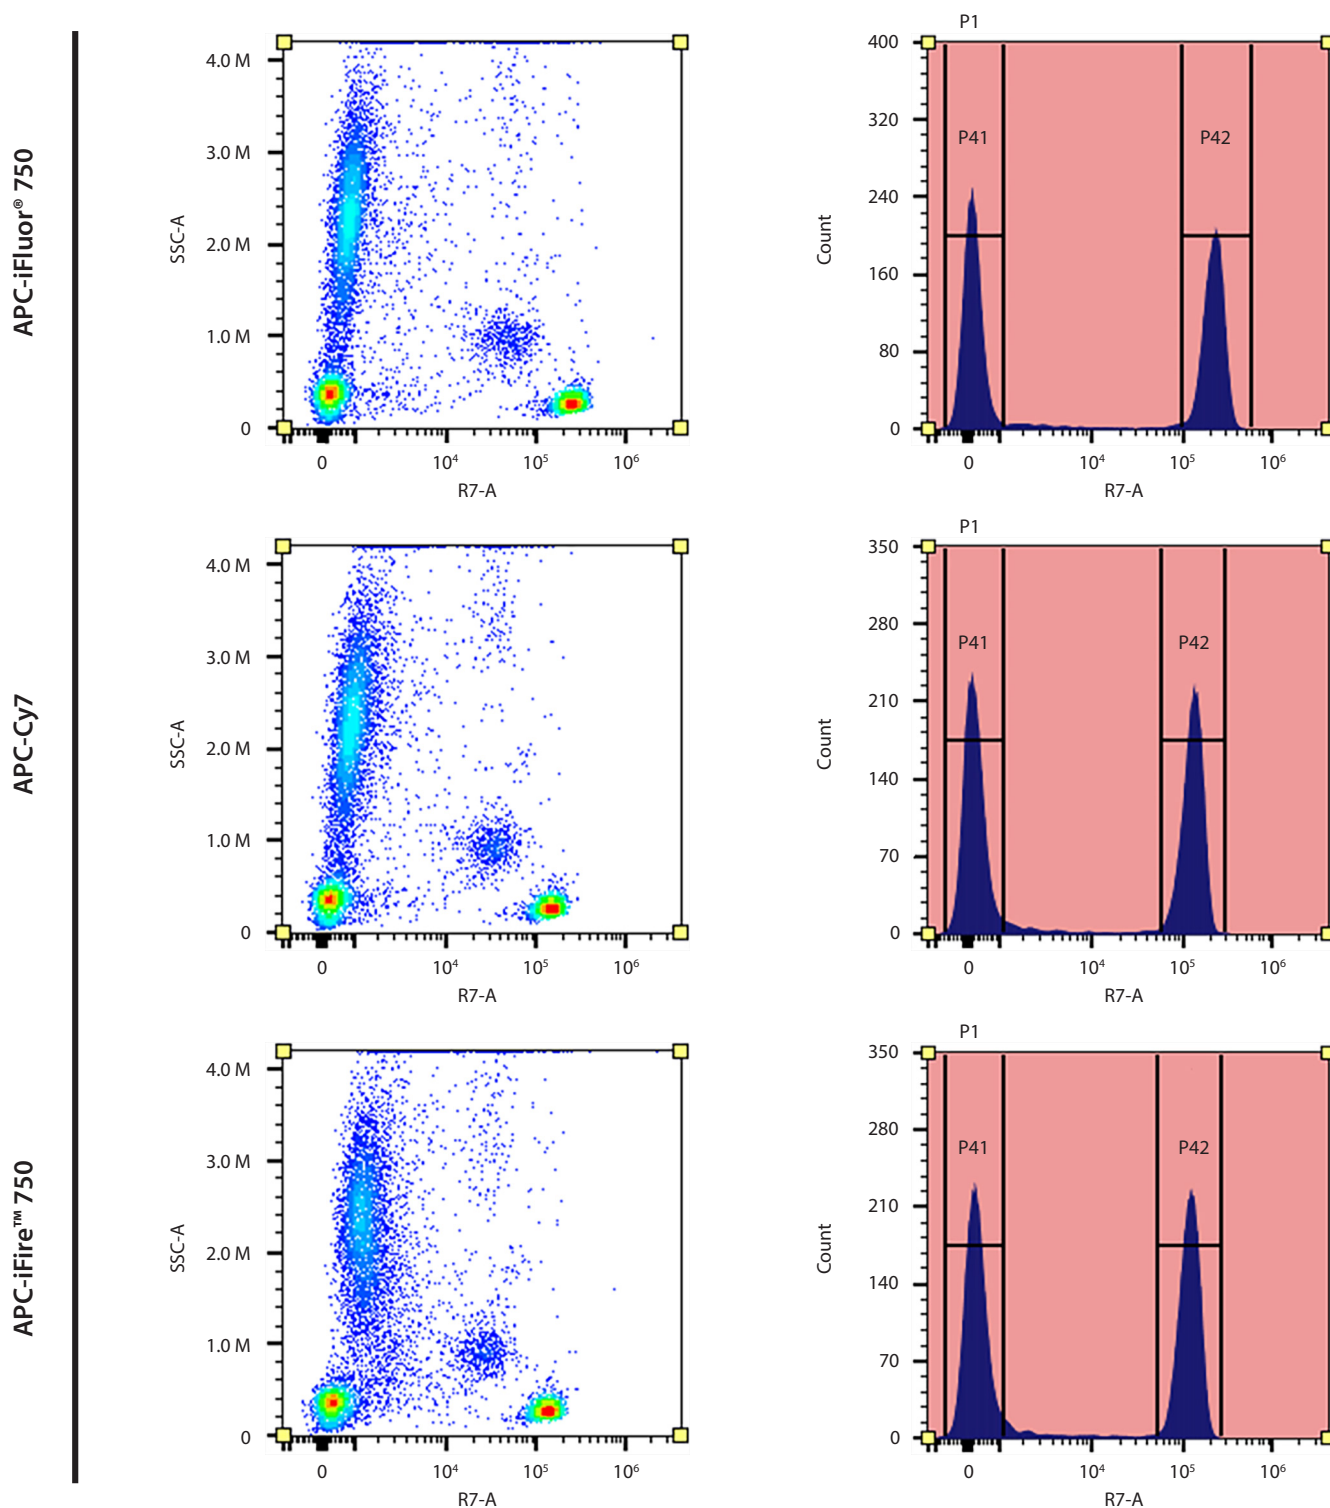 APC-iFluor® 750
4.0 M
3.0 M
2.0 M
1.0 M
0
SSC-A
0 10⁴ 10⁵ 10⁶
R7-A
P1
400
320
240
160
80
0
Count
P41 P42
0 10⁴ 10⁵ 10⁶
R7-A
APC-Cy7
4.0 M
3.0 M
2.0 M
1.0 M
0
SSC-A
0 10⁴ 10⁵ 10⁶
R7-A
P1
350
280
210
140
70
0
Count
P41 P42
0 10⁴ 10⁵ 10⁶
R7-A
APC-iFire™ 750
4.0 M
3.0 M
2.0 M
1.0 M
0
SSC-A
0 10⁴ 10⁵ 10⁶
R7-A
P1
350
280
210
140
70
0
Count
P41 P42
0 10⁴ 10⁵ 10⁶
R7-A